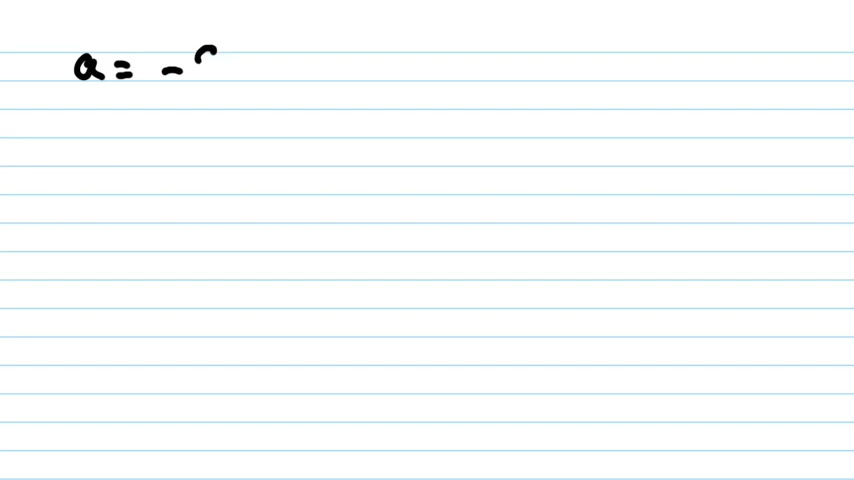 a = -